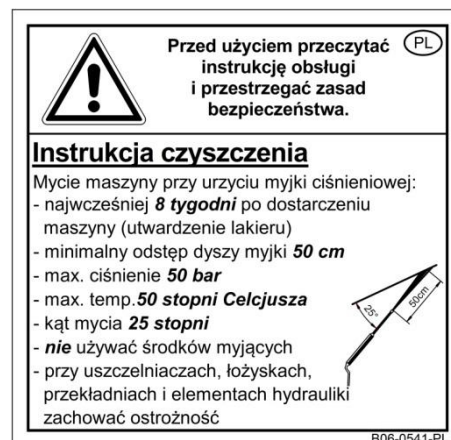 Przed użyciem przeczytać
PL
instrukcję obsługi
i przestrzegać zasad
bezpieczeństwa.
Instrukcja czyszczenia
Mycie maszyny przy urzyciu myjki ciśnieniowej:
- najwcześniej 8 tygodni po dostarczeniu
maszyny (utwardzenie lakieru)
- minimalny odstęp dyszy myjki 50 cm
- max. ciśnienie 50 bar
- max. temp.50 stopni Celcjusza
- kąt mycia 25 stopni
- nie używać środków myjących
- przy uszczelniaczach, łożyskach,
przekładniach i elementach hydrauliki
zachować ostrożność
25°
50cm
B06-0541-PL